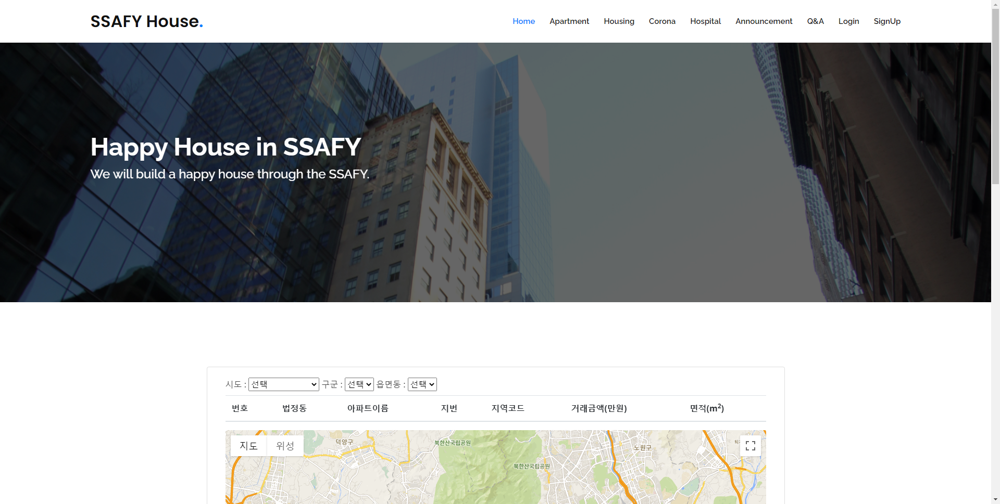 SSAFY House.
Home Apartment Housing Corona Hospital Announcement Q&A Login SignUp
Happy House in SSAFY
We will build a happy house through the SSAFY.
시도 : 선택 구군 : 선택 읍면동 : 선택
번호 법정동 아파트이름 지번 지역코드 거래금액(만원) 면적(m²)
지도 위성
덕양구
북한산국립공원
노원구
북한산국립공원